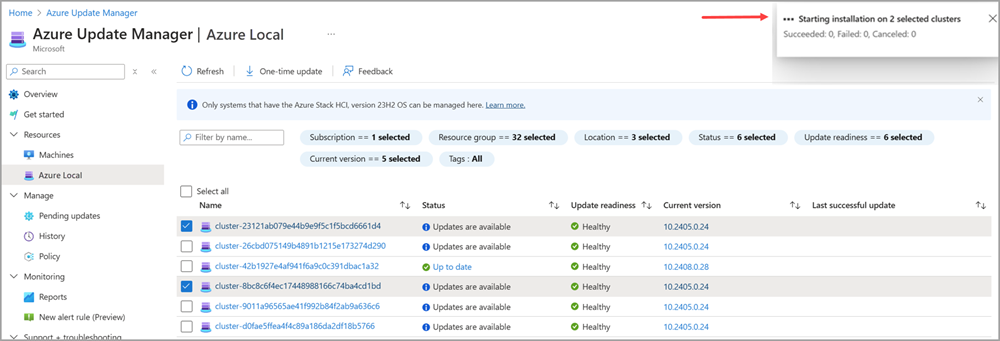 Home > Azure Update Manager
Azure Update Manager | Azure Local ...
Microsoft
Starting installation on 2 selected clusters
Succeeded: 0, Failed: 0, Canceled: 0
Search
Overview
Get started
Resources
Machines
Azure Local
Manage
Pending updates
History
Policy
Monitoring
Reports
New alert rule (Preview)
Support + troubleshooting
Refresh One-time update Feedback
Only systems that have the Azure Stack HCI, version 23H2 OS can be managed here. Learn more.
Filter by name... Subscription == 1 selected Resource group == 32 selected Location == 3 selected Status == 6 selected Update readiness == 6 selected
Current version == 5 selected Tags : All
Select all
Name Status Update readiness Current version Last successful update
cluster-23121ab079e44b9e9f5c1f5bcd6661d4 Updates are available Healthy 10.2405.0.24
cluster-26cbd075149b4891b1215e173274d290 Updates are available Healthy 10.2405.0.24
cluster-42b1927e4af941f6a9c0c391dbac1a32 Up to date Healthy 10.2408.0.28
cluster-8bc8c6f4ec17448988166c74ba4cd1bd Updates are available Healthy 10.2405.0.24
cluster-9011a96565ae41f992b84f2ab9a636c6 Updates are available Healthy 10.2405.0.24
cluster-d0fae5ffea4f4c89a186da2df18b5766 Updates are available Healthy 10.2405.0.24